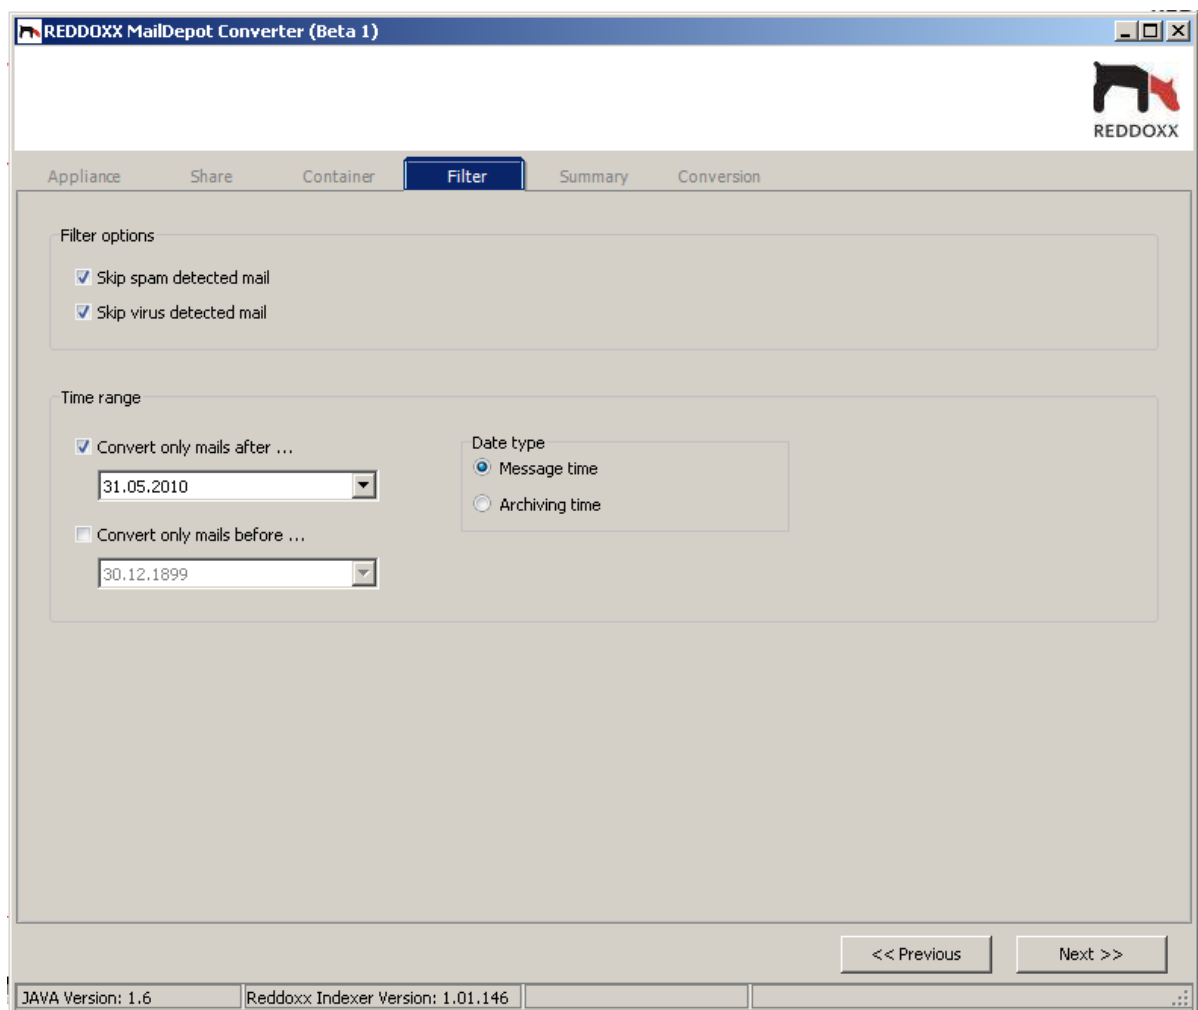 REDDOXX MailDepot Converter (Beta 1)
REDDOXX
Appliance Share Container Filter Summary Conversion
Filter options
Skip spam detected mail
Skip virus detected mail
Time range
Convert only mails after ...
31.05.2010
Convert only mails before ...
30.12.1899
Date type
Message time
Archiving time
<< Previous Next >>
JAVA Version: 1.6 Reddoxx Indexer Version: 1.01.146